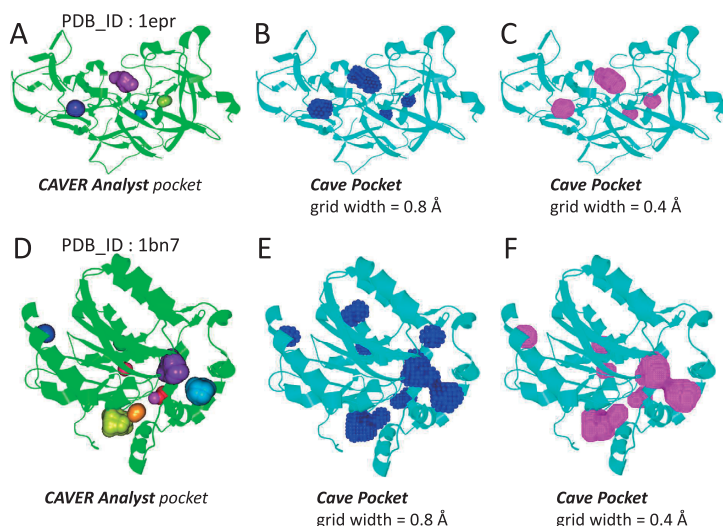 PDB_ID : 1epr
A
B
C
CAVER Analyst pocket
Cave Pocket
grid width = 0.8 Å
Cave Pocket
grid width = 0.4 Å
D
PDB_ID : 1bn7
E
F
CAVER Analyst pocket
Cave Pocket
grid width = 0.8 Å
Cave Pocket
grid width = 0.4 Å